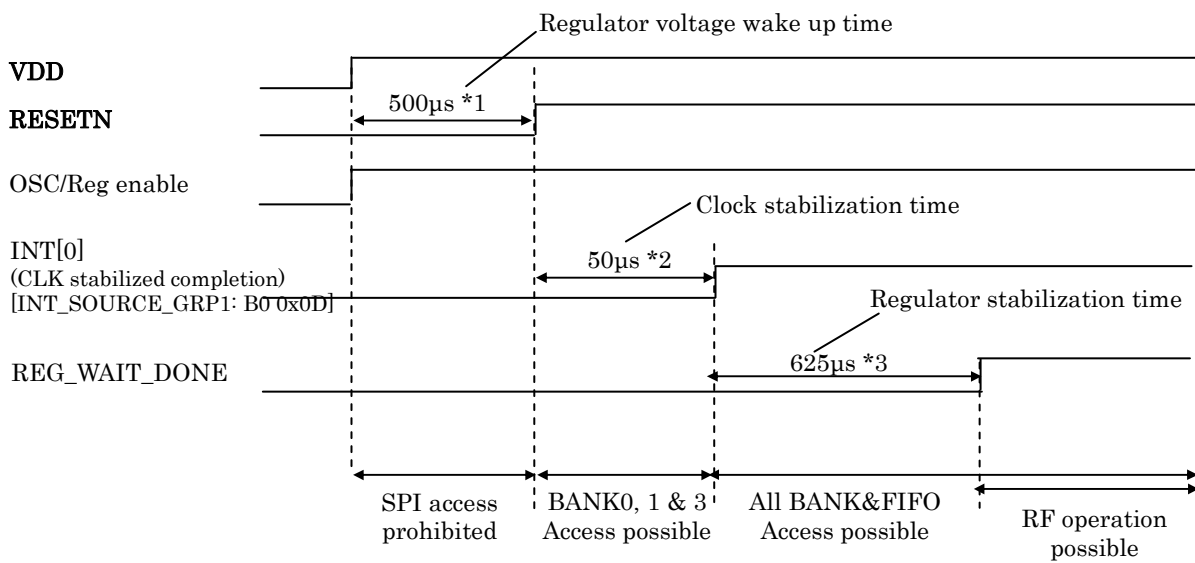 Regulator voltage wake up time
VDD
500µs *1
RESETN
OSC/Reg enable
Clock stabilization time
INT[0]
(CLK stabilized completion)
[INT_SOURCE_GRP1: B0 0x0D]
50µs *2
Regulator stabilization time
REG_WAIT_DONE
625µs *3
SPI access
prohibited
BANK0, 1 & 3
Access possible
All BANK&FIFO
Access possible
RF operation
possible